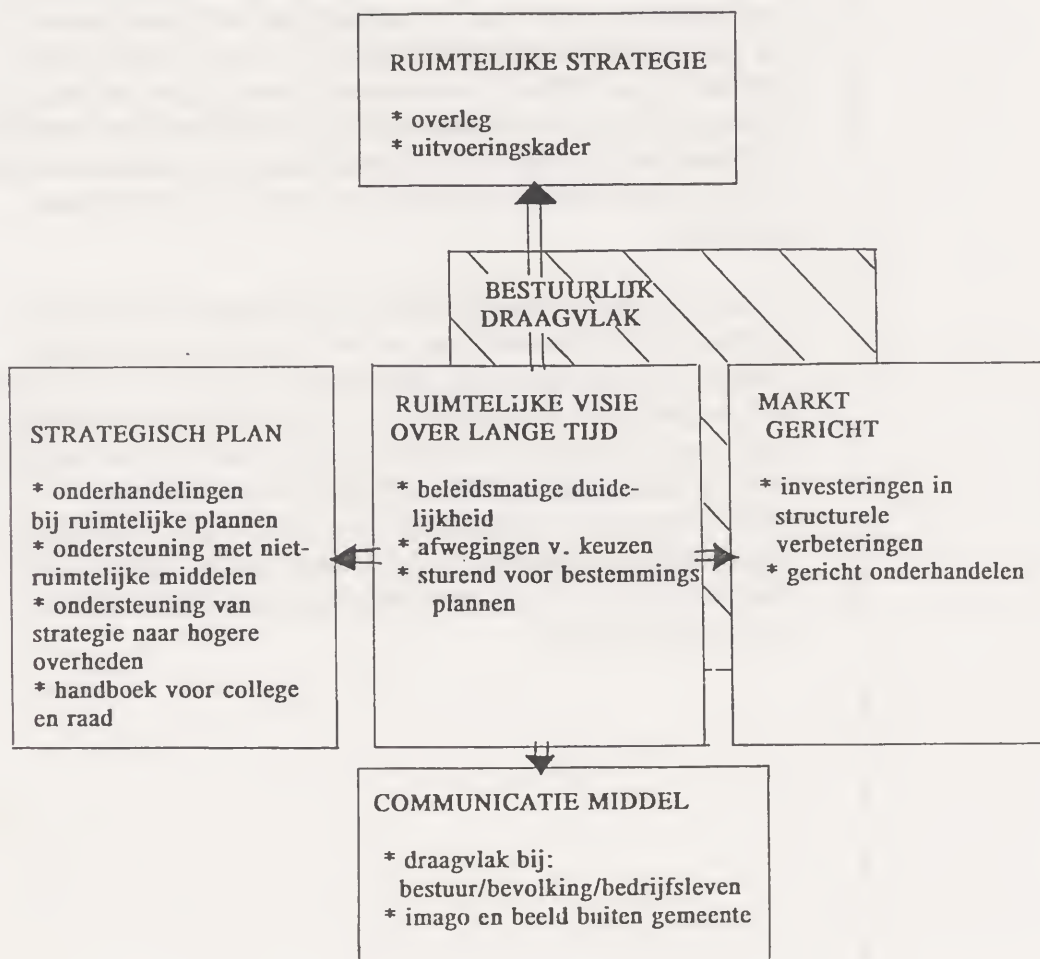 RUIMTELIJKE STRATEGIE
* overleg
* uitvoeringskader
BESTUURLIJK
DRAAGVLAK
STRATEGISCH PLAN
* onderhandelingen
bij ruimtelijke plannen
* ondersteuning met niet-
ruimtelijke middelen
* ondersteuning van
strategie naar hogere
overheden
* handboek voor college
en raad
RUIMTELIJKE VISIE
OVER LANGE TIJD
* beleidsmatige duide-
lijkheid
* afwegingen v. keuzen
* sturend voor bestemmings
plannen
MARKT
GERICHT
* investeringen in
structurele
verbeteringen
* gericht onderhandelen
COMMUNICATIE MIDDEL
* draagvlak bij:
bestuur/bevolking/bedrijfsleven
* imago en beeld buiten gemeente